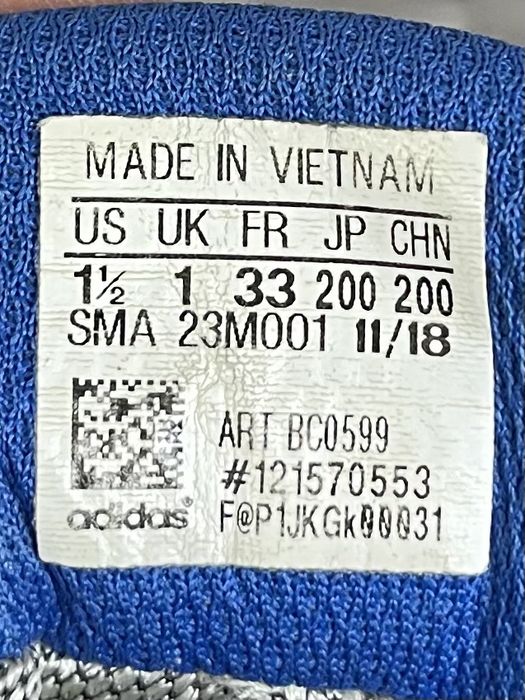 MADE IN VIETNAM
US UK FR JP CHN
1½ 1 33 200 200
SMA 23M001 11/18
ART BC0599
#121570553
adidas® F@P1JKGK00031